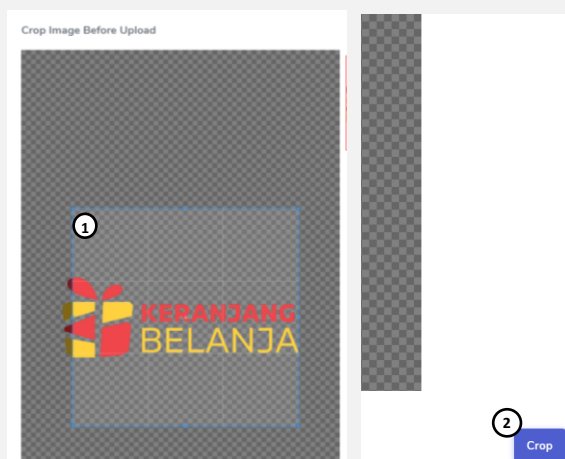 Crop Image Before Upload
1
KERANJANG
BELANJA
2
Crop